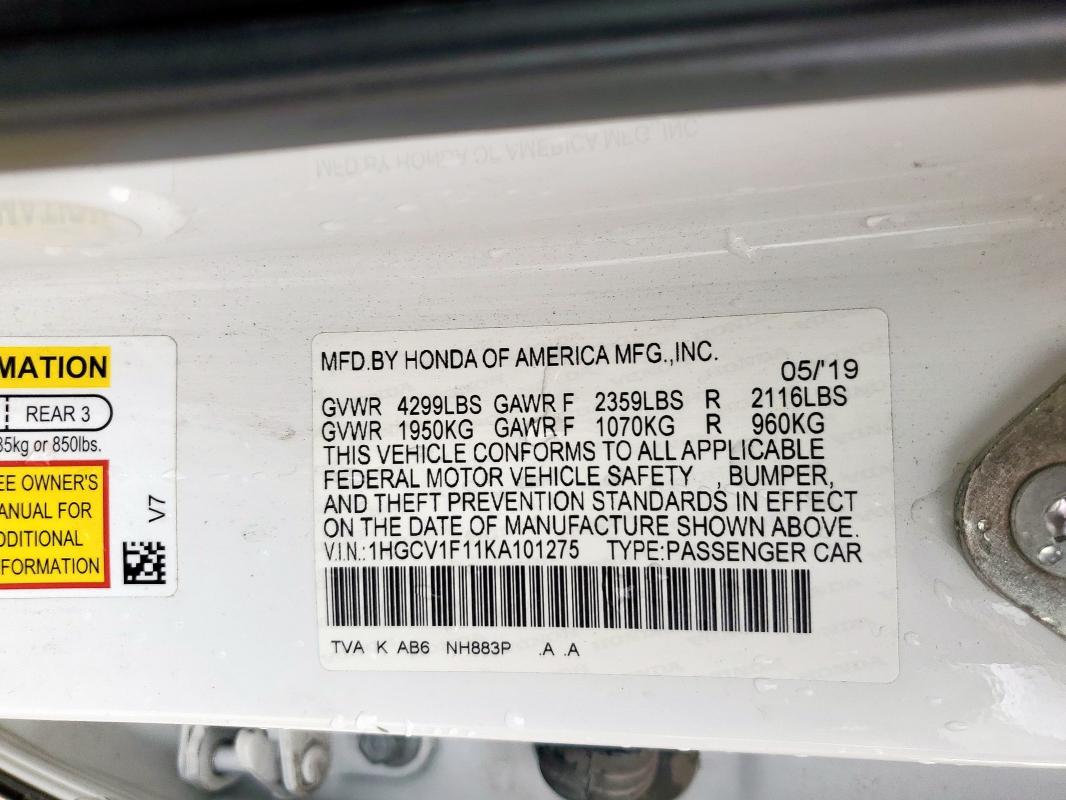 MATION
REAR 3
85kg or 850lbs.
EE OWNER'S
ANUAL FOR
DDITIONAL
FORMATION
V7
MFD.BY HONDA OF AMERICA MFG.,INC.
05/'19
GVWR 4299LBS GAWR F 2359LBS R 2116LBS
GVWR 1950KG GAWR F 1070KG R 960KG
THIS VEHICLE CONFORMS TO ALL APPLICABLE
FEDERAL MOTOR VEHICLE SAFETY , BUMPER,
AND THEFT PREVENTION STANDARDS IN EFFECT
ON THE DATE OF MANUFACTURE SHOWN ABOVE.
V.I.N.:1HGCV1F11KA101275 TYPE:PASSENGER CAR
TVA K AB6 NH883P .A .A